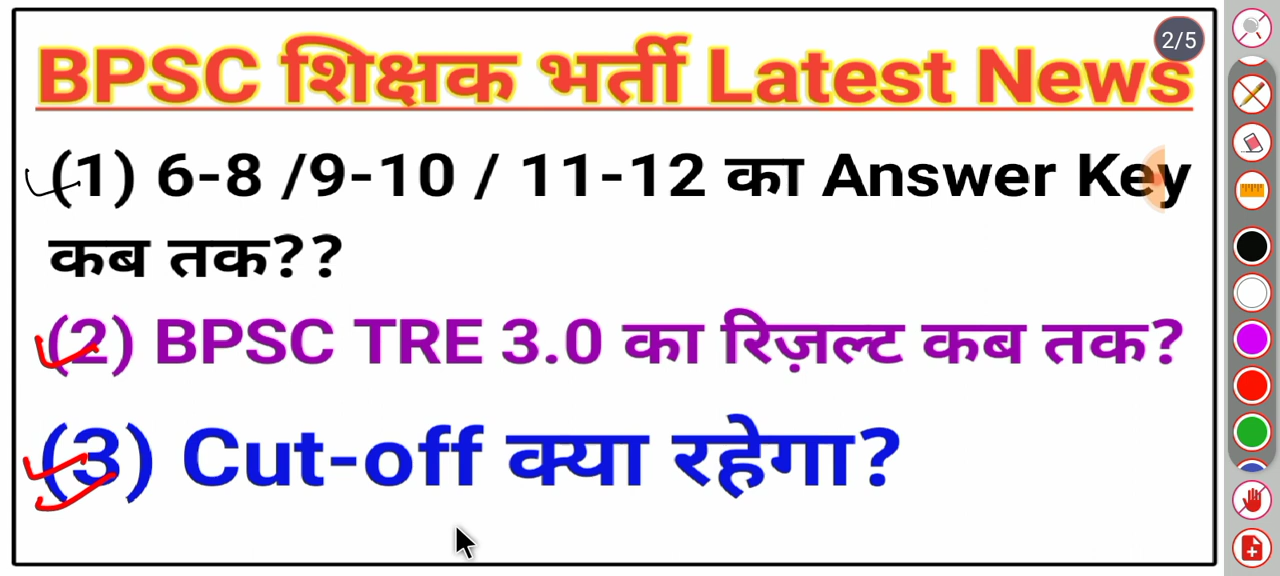 BPSC शिक्षक भर्ती Latest News
2/5
(1) 6-8 /9-10 / 11-12 का Answer Key
कब तक??
(2) BPSC TRE 3.0 का रिज़ल्ट कब तक?
(3) Cut-off क्या रहेगा?